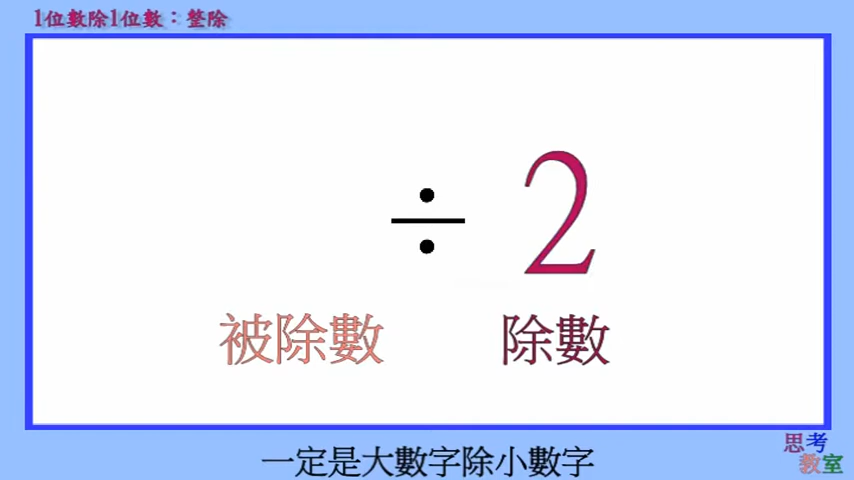 1位數除1位數：整除
÷ 2
被除數 除數
一定是大數字除小數字
思考
教室